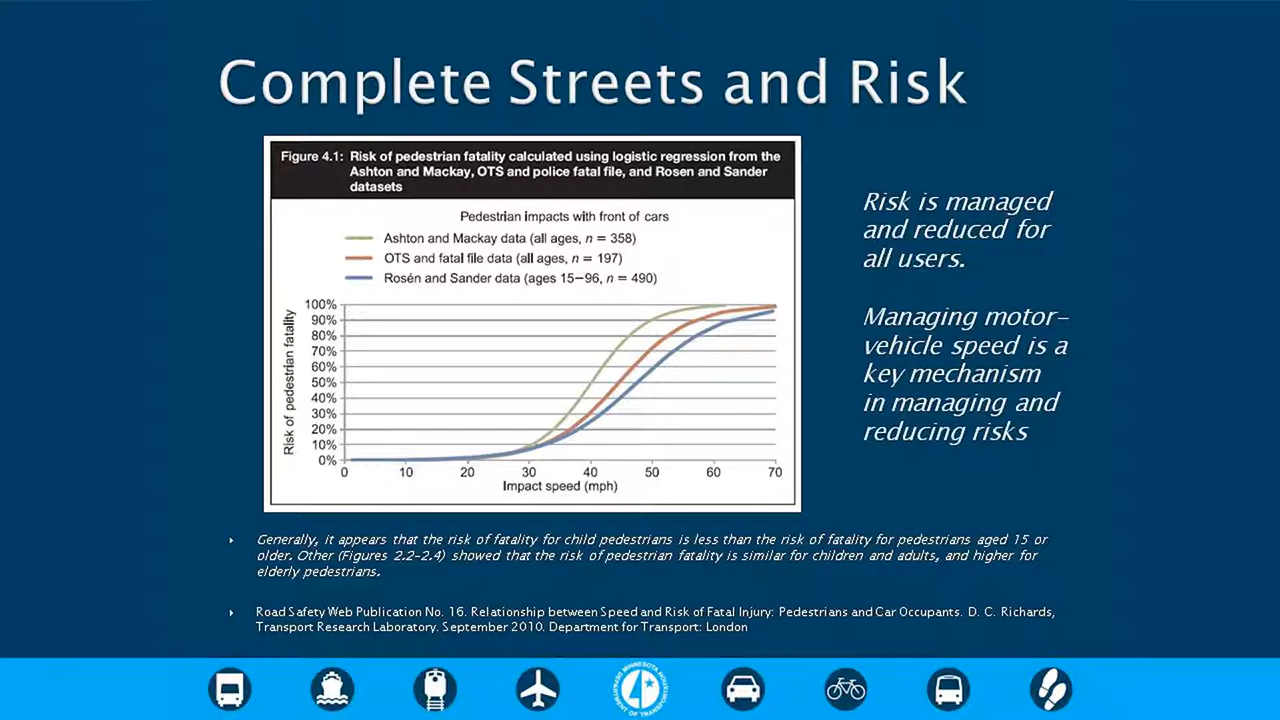 Complete Streets and Risk
Figure 4.1: Risk of pedestrian fatality calculated using logistic regression from the
Ashton and Mackay, OTS and police fatal file, and Rosen and Sander
datasets
Pedestrian impacts with front of cars
Ashton and Mackay data (all ages, n = 358)
OTS and fatal file data (all ages, n = 197)
Rosén and Sander data (ages 15–96, n = 490)
Risk of pedestrian fatality
100%
90%
80%
70%
60%
50%
40%
30%
20%
10%
0%
0 10 20 30 40 50 60 70
Impact speed (mph)
Risk is managed
and reduced for
all users.
Managing motor-
vehicle speed is a
key mechanism
in managing and
reducing risks
Generally, it appears that the risk of fatality for child pedestrians is less than the risk of fatality for pedestrians aged 15 or
older. Other (Figures 2.2-2.4) showed that the risk of pedestrian fatality is similar for children and adults, and higher for
elderly pedestrians.
Road Safety Web Publication No. 16. Relationship between Speed and Risk of Fatal Injury: Pedestrians and Car Occupants. D. C. Richards,
Transport Research Laboratory. September 2010. Department for Transport: London
MINNESOTA DEPARTMENT OF TRANSPORTATION